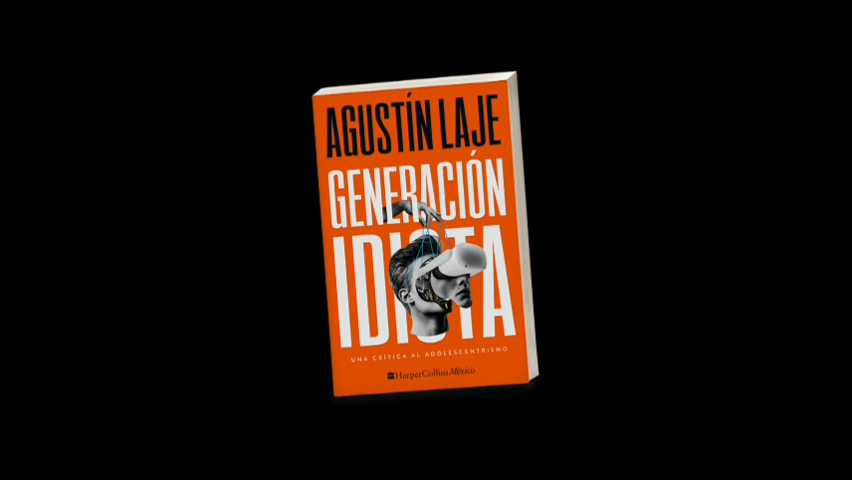 AGUSTÍN LAJE
GENERACIÓN
IDIOTA
UNA CRÍTICA AL ADOLESCENTRISMO
HarperCollins México